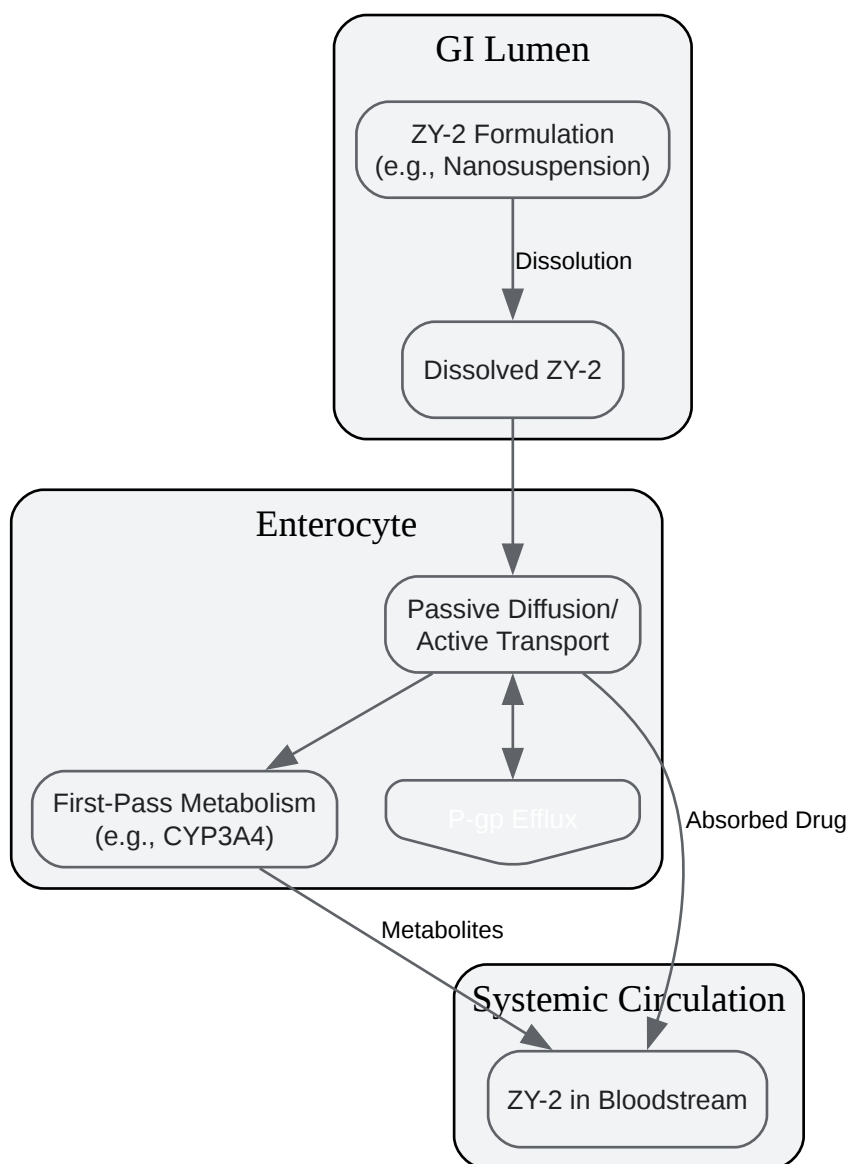 GI Lumen
ZY-2 Formulation
(e.g., Nanosuspension)
Dissolution
Dissolved ZY-2
Enterocyte
Passive Diffusion/
Active Transport
First-Pass Metabolism
(e.g., CYP3A4)
P-gp Efflux
Absorbed Drug
Metabolites
Systemic Circulation
ZY-2 in Bloodstream